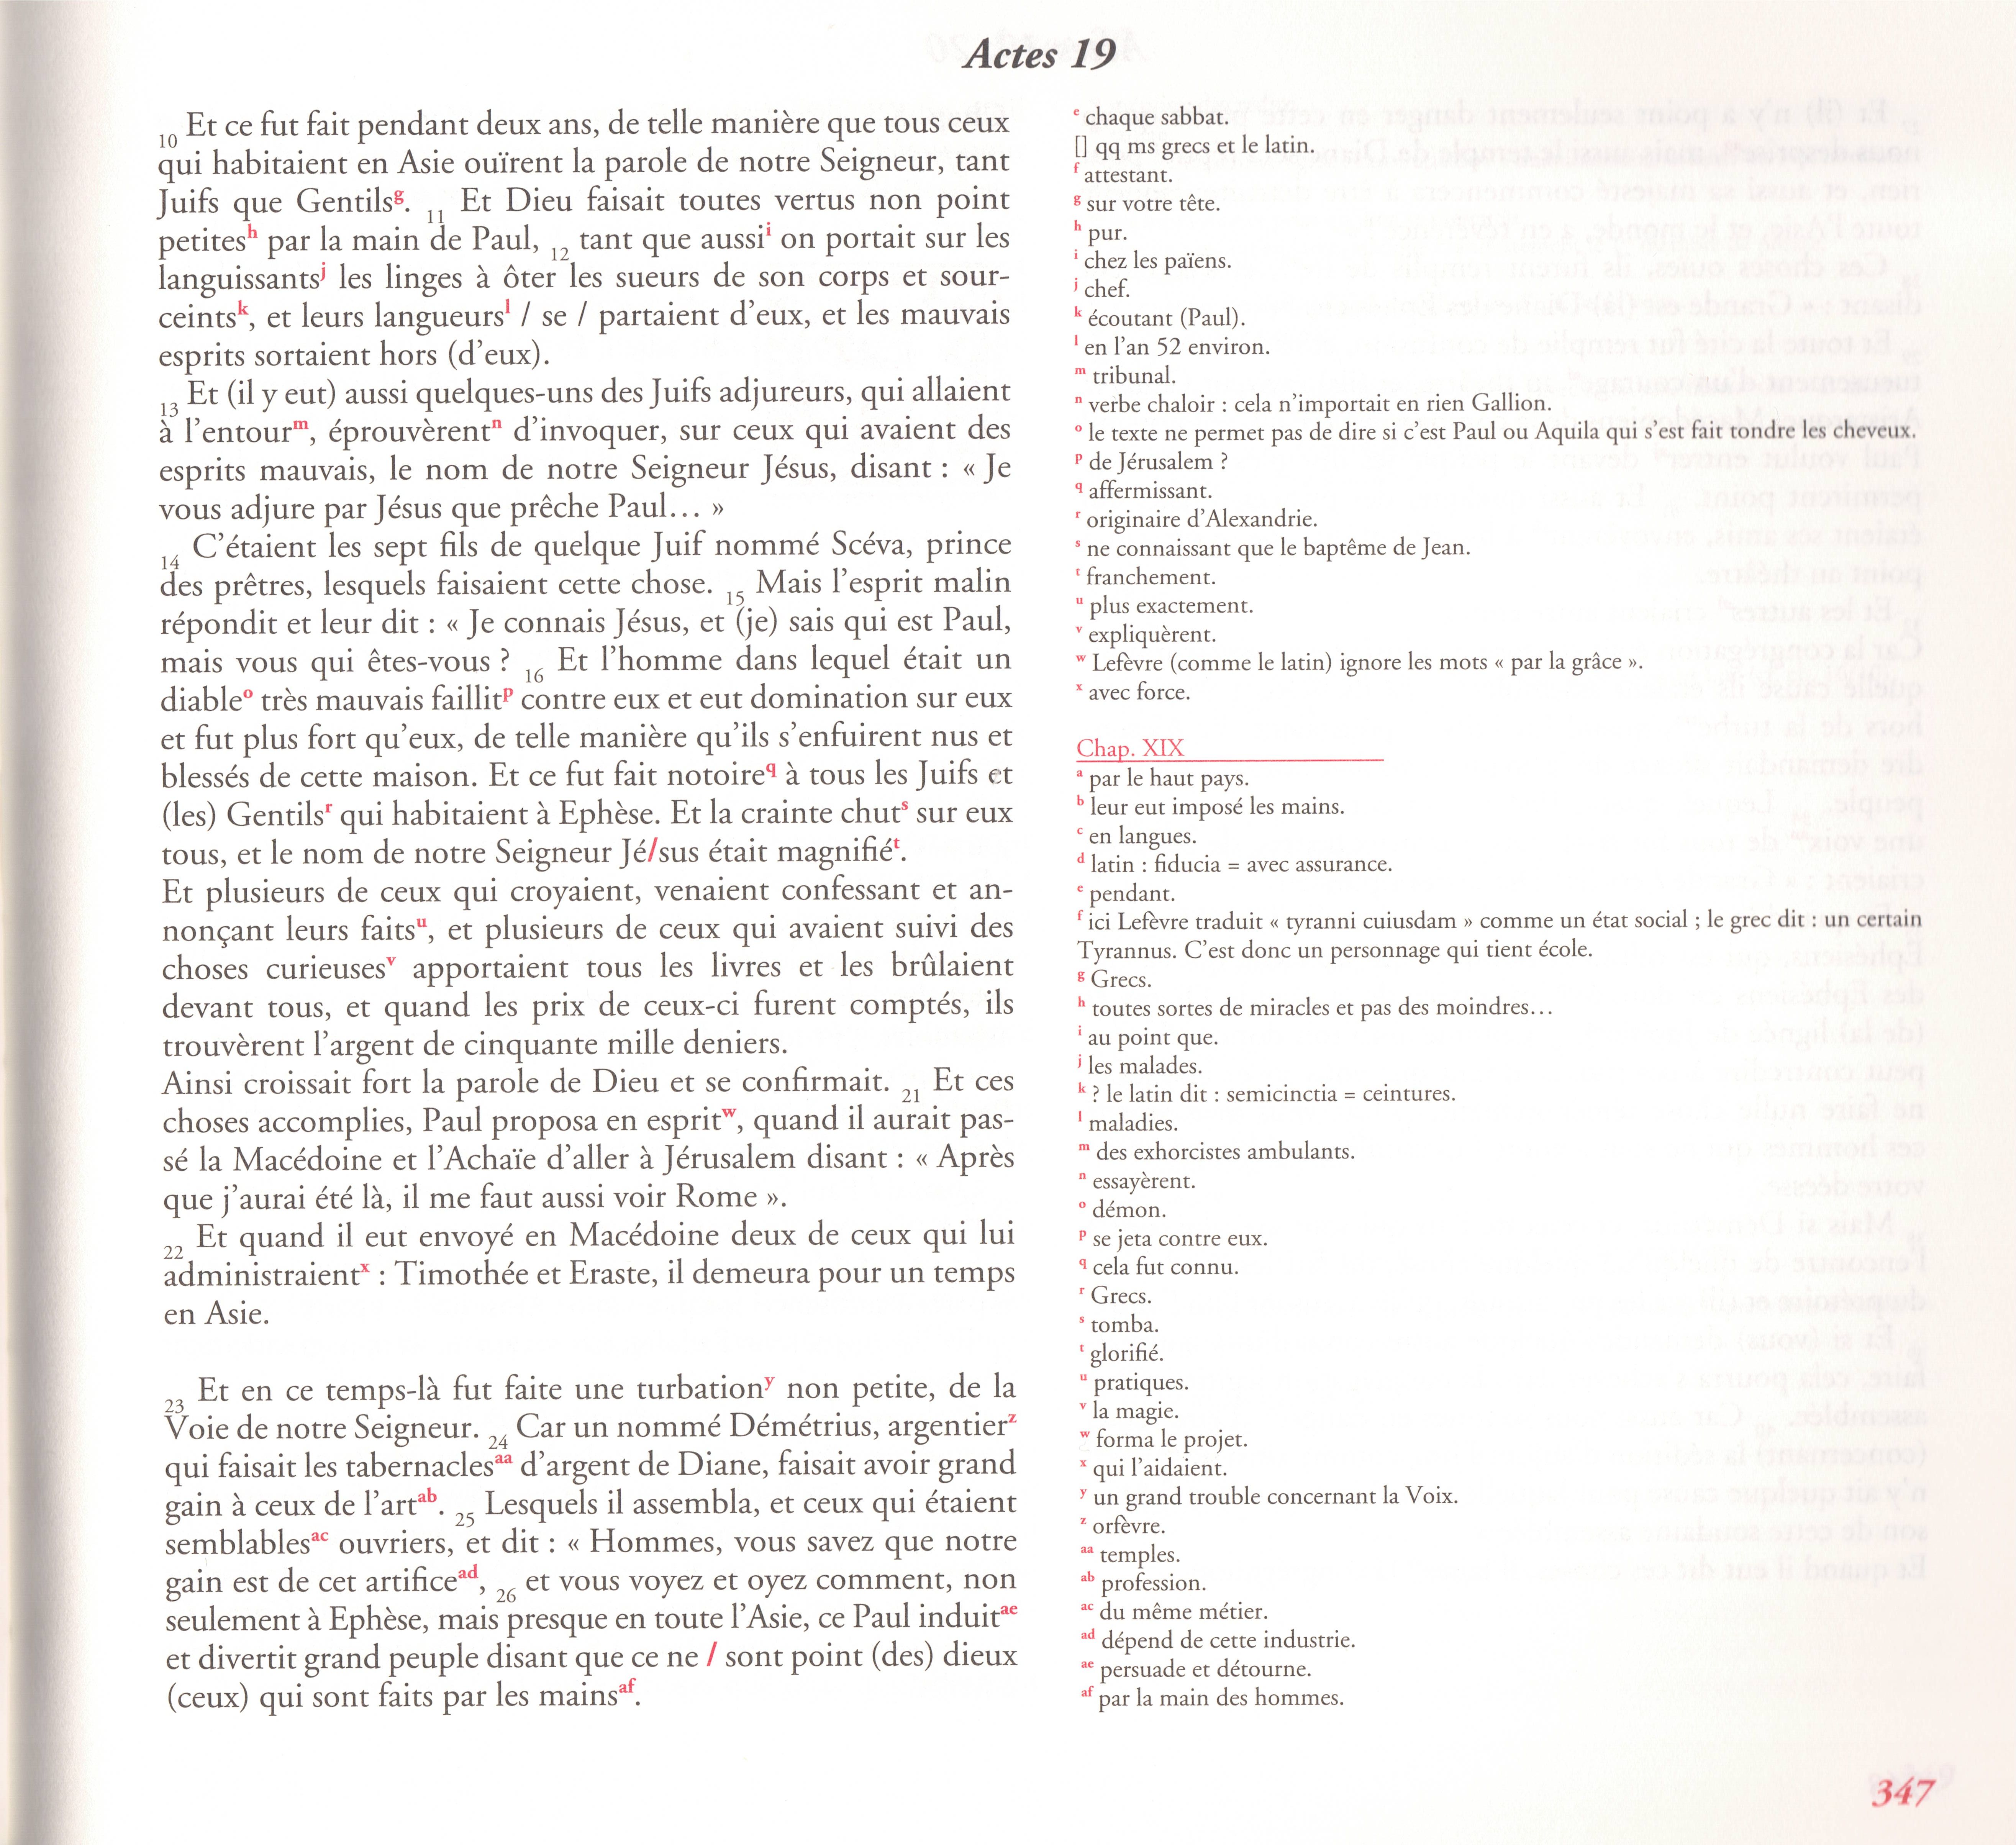 Actes 19
10 Et ce fut fait pendant deux ans, de telle manière que tous ceux
qui habitaient en Asie ouïrent la parole de notre Seigneur, tant
Juifs que Gentils g. 11 Et Dieu faisait toutes vertus non point
petites h par la main de Paul, 12 tant que aussi i on portait sur les
languissants j les linges à ôter les sueurs de son corps et sour-
ceints k, et leurs langueurs l / se / partaient d'eux, et les mauvais
esprits sortaient hors (d'eux).
13 Et (il y eut) aussi quelques-uns des Juifs adjureurs, qui allaient
à l'entour m, éprouvèrent n d'invoquer, sur ceux qui avaient des
esprits mauvais, le nom de notre Seigneur Jésus, disant : « Je
vous adjure par Jésus que prêche Paul… »
14 C'étaient les sept fils de quelque Juif nommé Scéva, prince
des prêtres, lesquels faisaient cette chose. 15 Mais l'esprit malin
répondit et leur dit : « Je connais Jésus, et (je) sais qui est Paul,
mais vous qui êtes-vous ? 16 Et l'homme dans lequel était un
diable o très mauvais faillit p contre eux et eut domination sur eux
et fut plus fort qu'eux, de telle manière qu'ils s'enfuirent nus et
blessés de cette maison. Et ce fut fait notoire q à tous les Juifs et
(les) Gentils r qui habitaient à Ephèse. Et la crainte chut s sur eux
tous, et le nom de notre Seigneur Jé/sus était magnifié t.
Et plusieurs de ceux qui croyaient, venaient confessant et an-
nonçant leurs faits u, et plusieurs de ceux qui avaient suivi des
choses curieuses v apportaient tous les livres et les brûlaient
devant tous, et quand les prix de ceux-ci furent comptés, ils
trouvèrent l'argent de cinquante mille deniers.
Ainsi croissait fort la parole de Dieu et se confirmait. 21 Et ces
choses accomplies, Paul proposa en esprit w, quand il aurait pas-
sé la Macédoine et l'Achaïe d'aller à Jérusalem disant : « Après
que j'aurai été là, il me faut aussi voir Rome ».
22 Et quand il eut envoyé en Macédoine deux de ceux qui lui
administraient x : Timothée et Eraste, il demeura pour un temps
en Asie.
23 Et en ce temps-là fut faite une turbation y non petite, de la
Voie de notre Seigneur. 24 Car un nommé Démétrius, argentier z
qui faisait les tabernacles aa d'argent de Diane, faisait avoir grand
gain à ceux de l'art ab. 25 Lesquels il assembla, et ceux qui étaient
semblables ac ouvriers, et dit : « Hommes, vous savez que notre
gain est de cet artifice ad, 26 et vous voyez et oyez comment, non
seulement à Ephèse, mais presque en toute l'Asie, ce Paul induit ae
et divertit grand peuple disant que ce ne / sont point (des) dieux
(ceux) qui sont faits par les mains af.
e chaque sabbat.
[] qq ms grecs et le latin.
f attestant.
g sur votre tête.
h pur.
i chez les païens.
j chef.
k écoutant (Paul).
l en l'an 52 environ.
m tribunal.
n verbe chaloir : cela n'importait en rien Gallion.
o le texte ne permet pas de dire si c'est Paul ou Aquila qui s'est fait tondre les cheveux.
p de Jérusalem ?
q affermissant.
r originaire d'Alexandrie.
s ne connaissant que le baptême de Jean.
t franchement.
u plus exactement.
v expliquèrent.
w Lefèvre (comme le latin) ignore les mots « par la grâce ».
x avec force.
Chap. XIX
a par le haut pays.
b leur eut imposé les mains.
c en langues.
d latin : fiducia = avec assurance.
e pendant.
f ici Lefèvre traduit « tyranni cuiusdam » comme un état social ; le grec dit : un certain
Tyrannus. C'est donc un personnage qui tient école.
g Grecs.
h toutes sortes de miracles et pas des moindres…
i au point que.
j les malades.
k ? le latin dit : semicinctia = ceintures.
l maladies.
m des exhorcistes ambulants.
n essayèrent.
o démon.
p se jeta contre eux.
q cela fut connu.
r Grecs.
s tomba.
t glorifié.
u pratiques.
v la magie.
w forma le projet.
x qui l'aidaient.
y un grand trouble concernant la Voix.
z orfèvre.
aa temples.
ab profession.
ac du même métier.
ad dépend de cette industrie.
ae persuade et détourne.
af par la main des hommes.
347